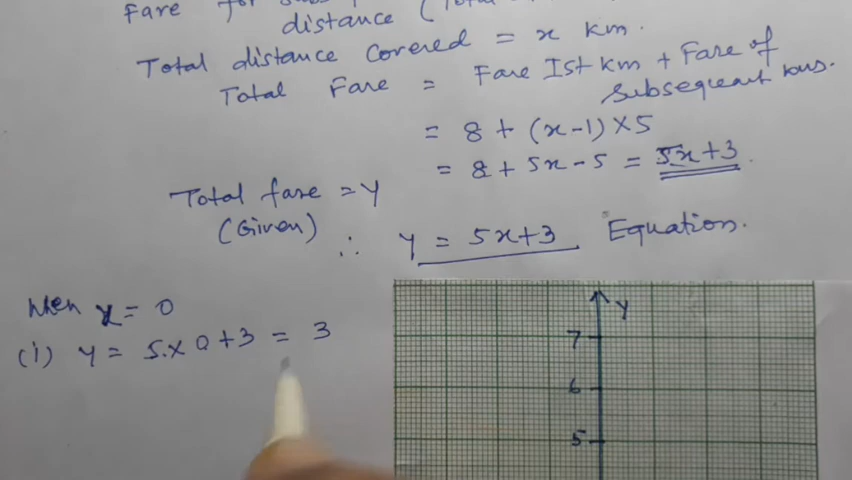 Fare for
distance (Total
Total distance covered = x km.
Total Fare = Fare Ist km + Fare of
subsequent kms.
= 8 + (x-1) × 5
= 8 + 5x - 5 = 5x+3
Total fare = y
(Given) ∴ y = 5x+3 Equation.
When x = 0
(i) y = 5×0+3 = 3
y
7
6
5